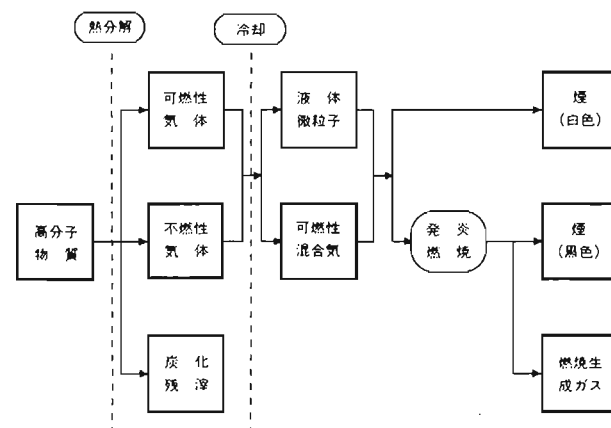 熱分解
冷却
可燃性
気体
液体
微粒子
煙
(白色)
高分子
物質
不燃性
気体
可燃性
混合気
発炎
燃焼
煙
(黒色)
炭化
残滓
燃焼生
成ガス